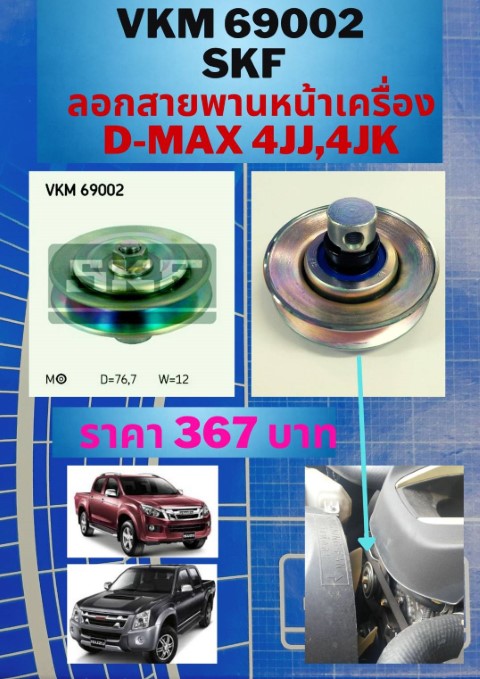 VKM 69002
SKF
ลอกสายพานหน้าเครื่อง
D-MAX 4JJ,4JK
VKM 69002
SKF
M D=76,7 W=12
ราคา 367 บาท